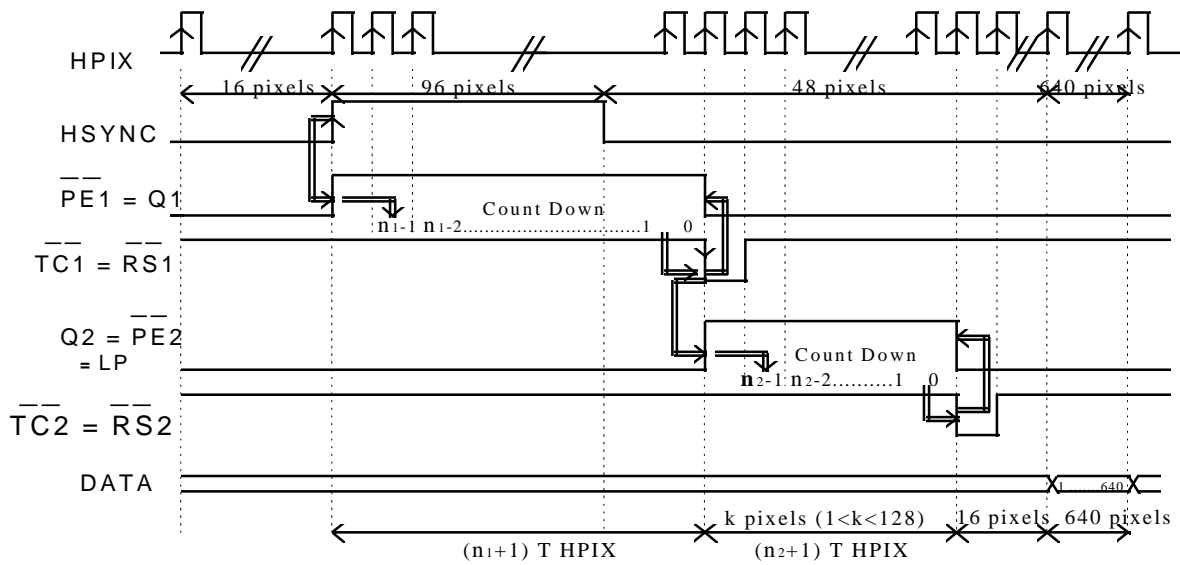 HPIX
16 pixels 96 pixels 48 pixels 640 pixels
HSYNC
PE1 = Q1
Count Down
n1-1 n1-2.................................1 0
TC1 = RS1
Q2 = PE2
= LP
Count Down
n2-1 n2-2..........1 0
TC2 = RS2
DATA
1 ........640
k pixels (1<k<128) 16 pixels 640 pixels
(n1+1) T HPIX (n2+1) T HPIX